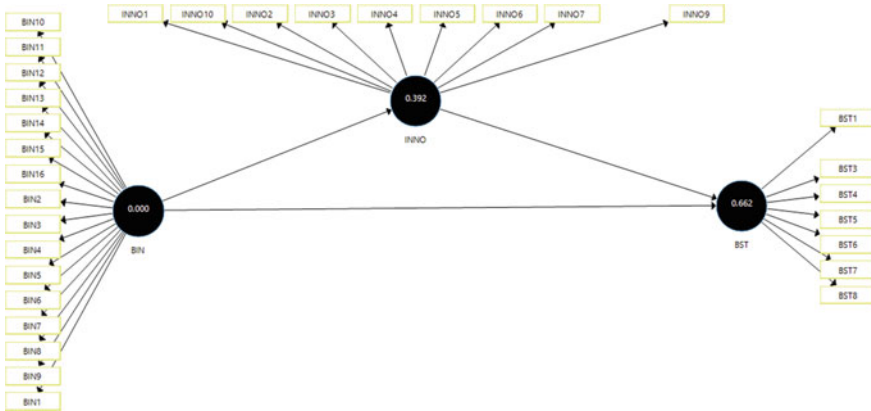 INNO1
INNO10
INNO2
INNO3
INNO4
INNO5
INNO6
INNO7
INNO9
BIN10
BIN11
BIN12
BIN13
BIN14
BIN15
BIN16
BIN2
BIN3
BIN4
BIN5
BIN6
BIN7
BIN8
BIN9
BIN1
0.000
BIN
0.392
INNO
0.662
BST
BST1
BST3
BST4
BST5
BST6
BST7
BST8